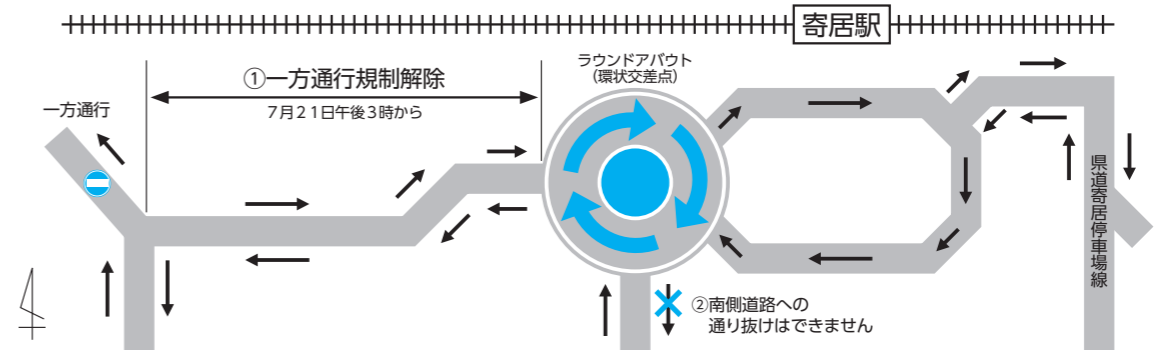 寄居駅
ラウンドアバウト
(環状交差点)
①一方通行規制解除
7月21日午後3時から
一方通行
県道寄居停車場線
②南側道路への
通り抜けはできません